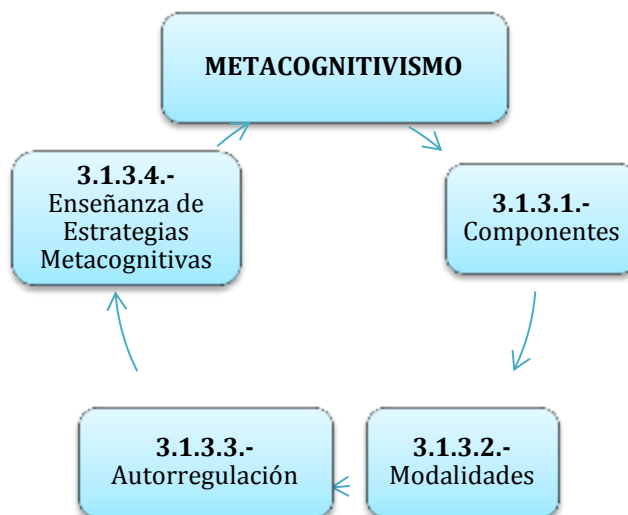 METACOGNITIVISMO
3.1.3.1.-
Componentes
3.1.3.2.-
Modalidades
3.1.3.3.-
Autorregulación
3.1.3.4.-
Enseñanza de
Estrategias
Metacognitivas